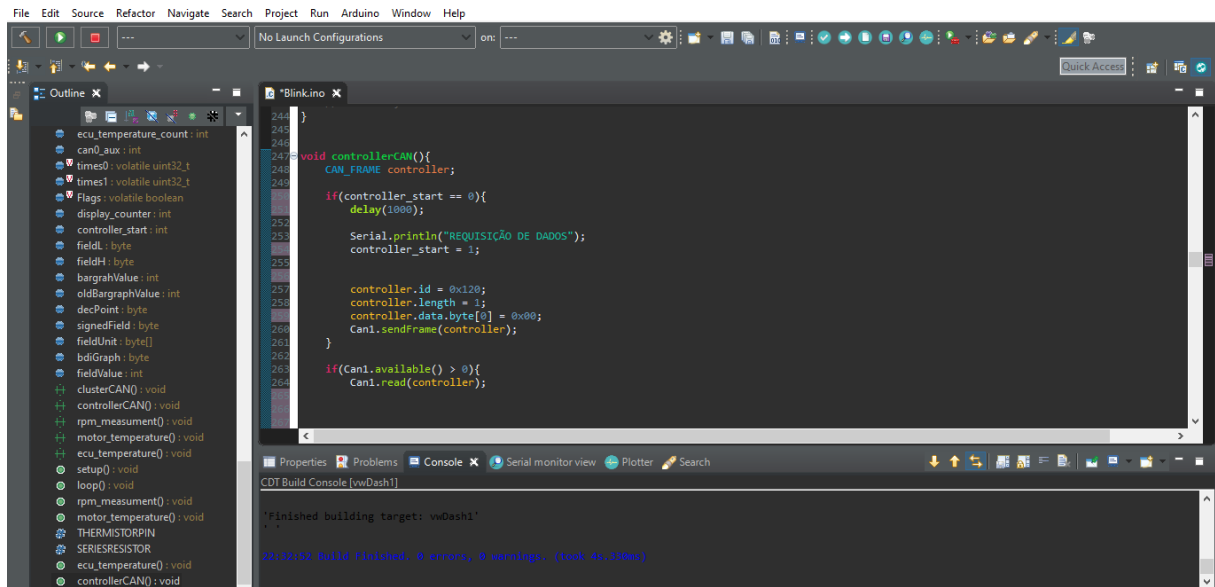 File Edit Source Refactor Navigate Search Project Run Arduino Window Help
--- No Launch Configurations on: ---
Quick Access
Outline
*Blink.ino
ecu_temperature_count : int
can0_aux : int
times0 : volatile uint32_t
times1 : volatile uint32_t
Flags : volatile boolean
display_counter : int
controller_start : int
fieldL : byte
fieldH : byte
bargrahValue : int
oldBargraphValue : int
decPoint : byte
signedField : byte
fieldUnit : byte[]
bdiGraph : byte
fieldValue : int
clusterCAN() : void
controllerCAN() : void
rpm_measument() : void
motor_temperature() : void
ecu_temperature() : void
setup() : void
loop() : void
rpm_measument() : void
motor_temperature() : void
THERMISTORPIN
SERIESRESISTOR
ecu_temperature() : void
controllerCAN() : void
244 }
245
246
247 void controllerCAN(){
248 CAN_FRAME controller;
249
if(controller_start == 0){
delay(1000);
252
253 Serial.println("REQUISIÇÃO DE DADOS");
controller_start = 1;
255
257 controller.id = 0x120;
258 controller.length = 1;
controller.data.byte[0] = 0x00;
260 Can1.sendFrame(controller);
261 }
262
263 if(Can1.available() > 0){
264 Can1.read(controller);
Properties Problems Console Serial monitor view Plotter Search
CDT Build Console [vwDash1]
'Finished building target: vwDash1'
' '
22:32:52 Build Finished. 0 errors, 0 warnings. (took 4s.330ms)